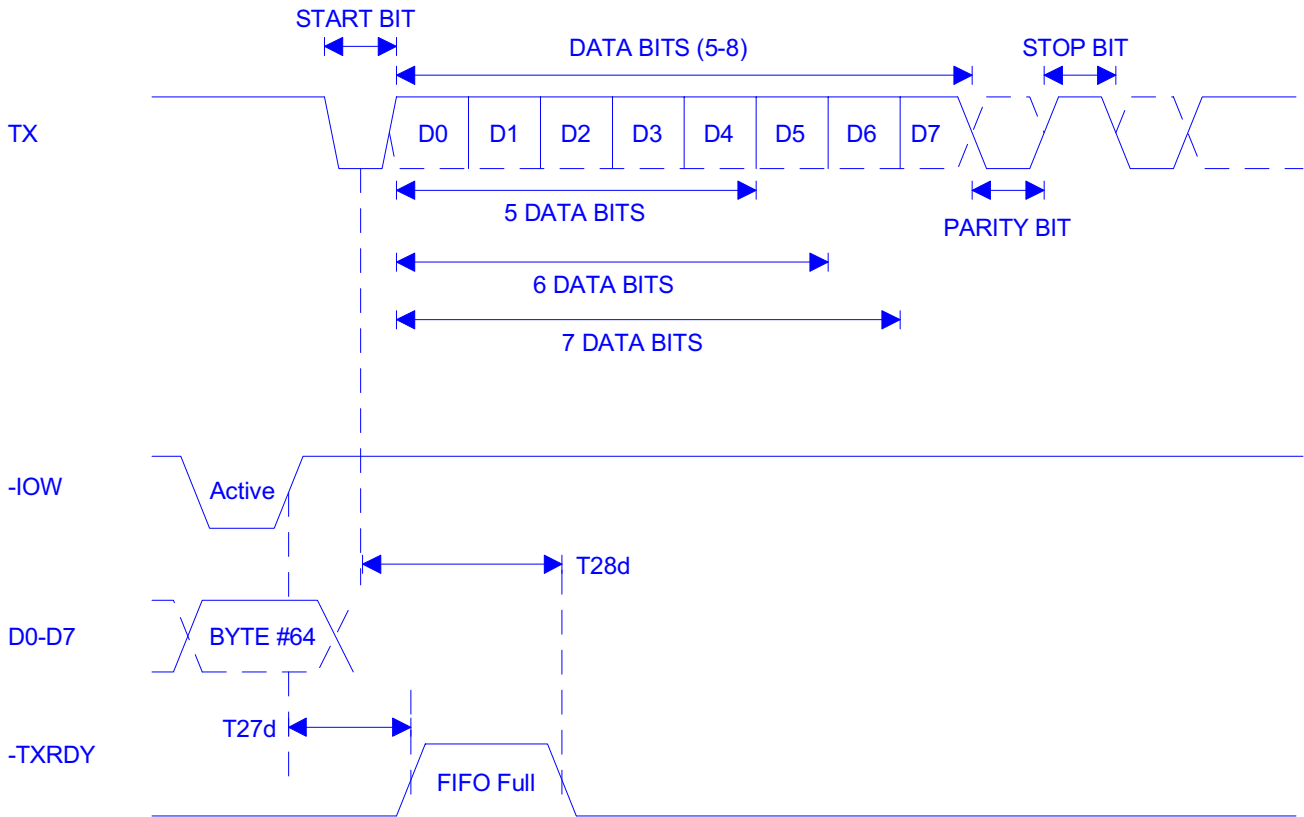 START BIT
DATA BITS (5-8)
STOP BIT
TX
D0 D1 D2 D3 D4 D5 D6 D7
5 DATA BITS
PARITY BIT
6 DATA BITS
7 DATA BITS
-IOW
Active
T28d
D0-D7
BYTE #64
T27d
-TXRDY
FIFO Full